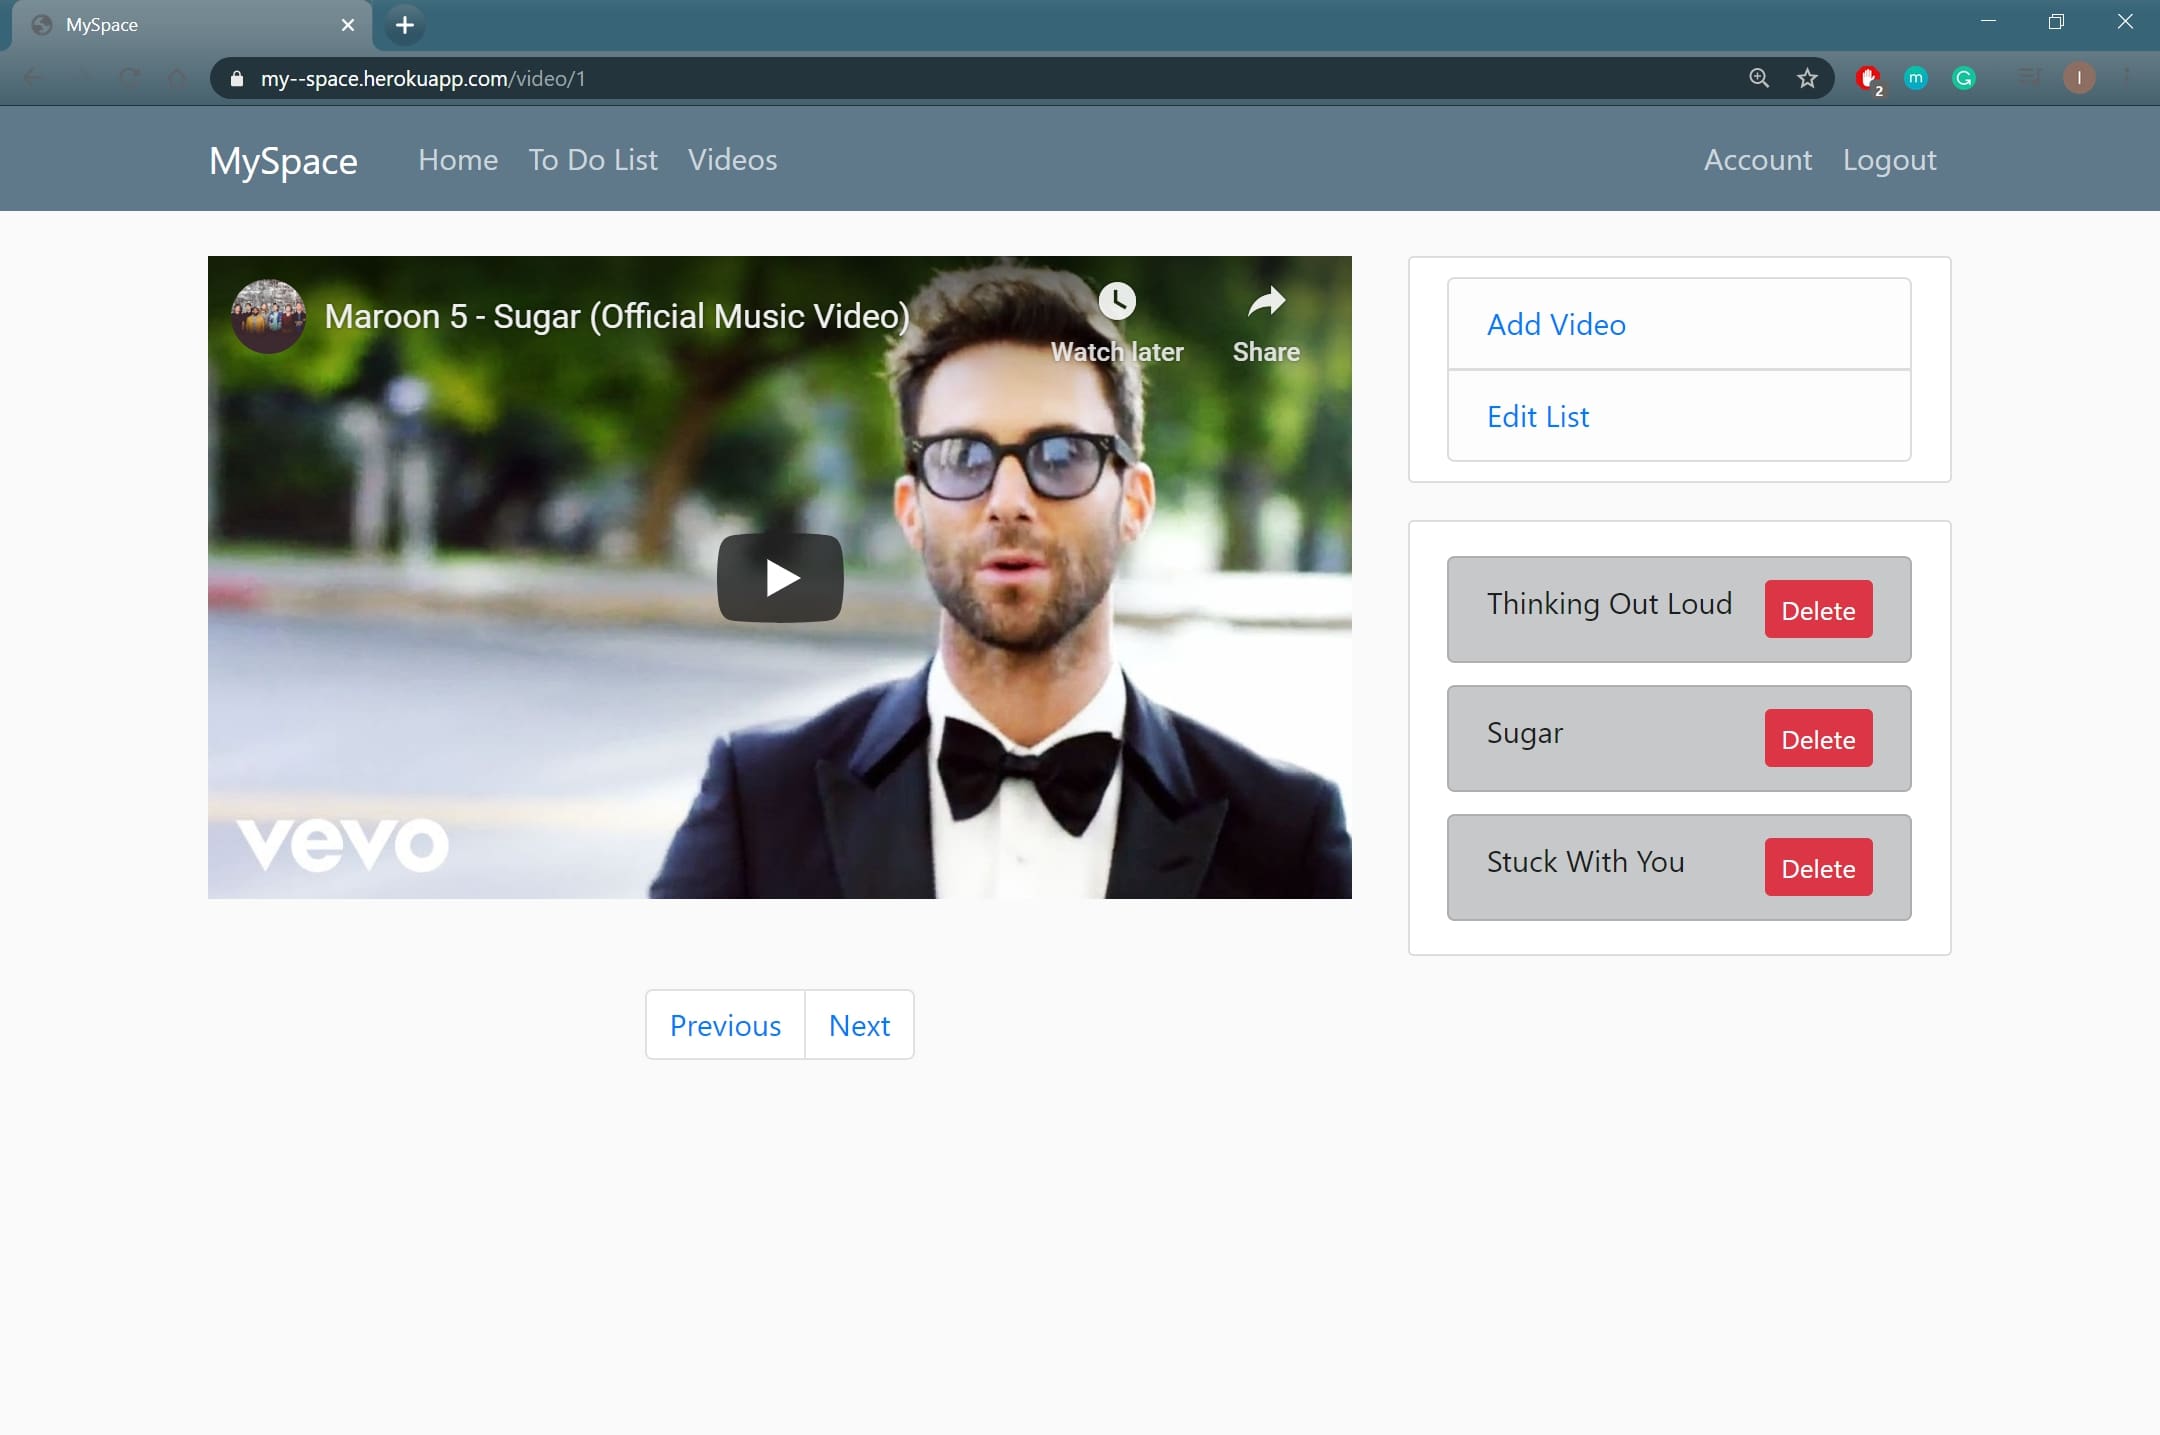 MySpace
my--space.herokuapp.com/video/1
2
m
G
I
MySpace
Home
To Do List
Videos
Account
Logout
Maroon 5 - Sugar (Official Music Video)
Watch later
Share
vevo
Add Video
Edit List
Thinking Out Loud
Delete
Sugar
Delete
Stuck With You
Delete
Previous
Next